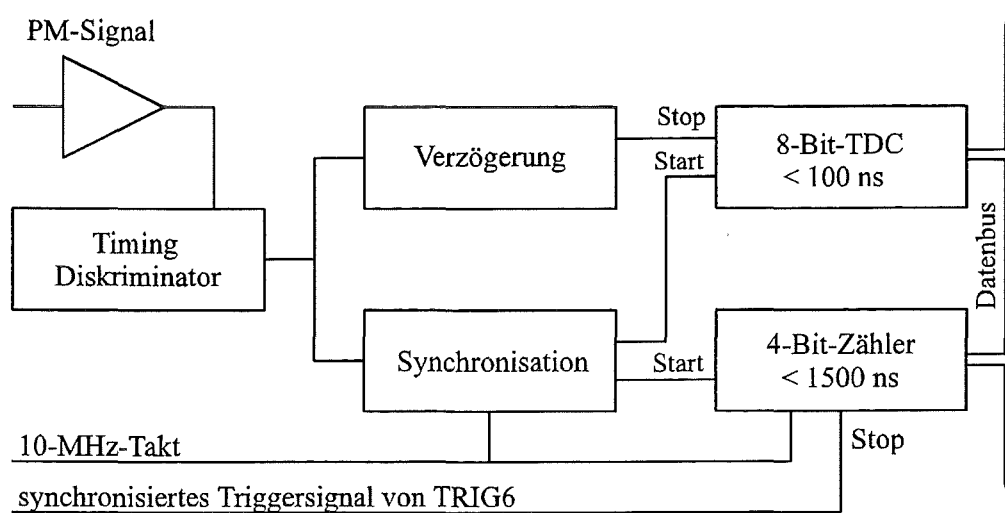 PM-Signal
Timing
Diskriminator
Verzögerung
Synchronisation
Stop
Start
8-Bit-TDC
< 100 ns
Start
4-Bit-Zähler
< 1500 ns
Stop
Datenbus
10-MHz-Takt
synchronisiertes Triggersignal von TRIG6